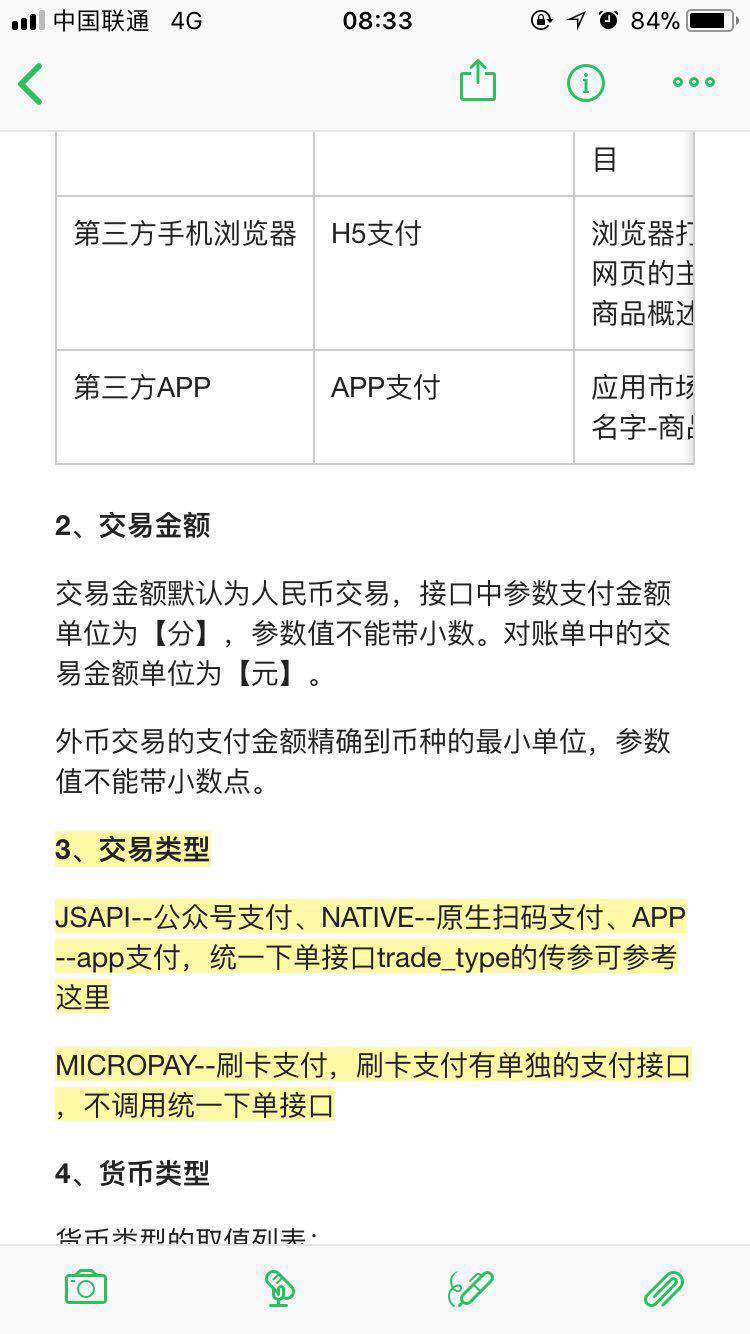 中国联通 4G 08:33 84%
目
第三方手机浏览器 H5支付 浏览器打
网页的主
商品概述
第三方APP APP支付 应用市场
名字-商品
2、交易金额
交易金额默认为人民币交易，接口中参数支付金额
单位为【分】，参数值不能带小数。对账单中的交
易金额单位为【元】。
外币交易的支付金额精确到币种的最小单位，参数
值不能带小数点。
3、交易类型
JSAPI--公众号支付、NATIVE--原生扫码支付、APP
--app支付，统一下单接口trade_type的传参可参考
这里
MICROPAY--刷卡支付，刷卡支付有单独的支付接口
，不调用统一下单接口
4、货币类型
货币类型的取值列表：